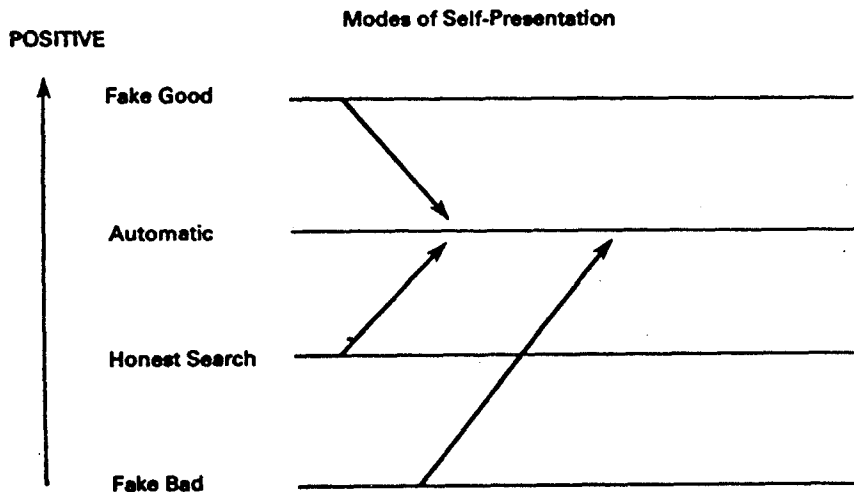 Modes of Self-Presentation
POSITIVE
Fake Good
Automatic
Honest Search
Fake Bad